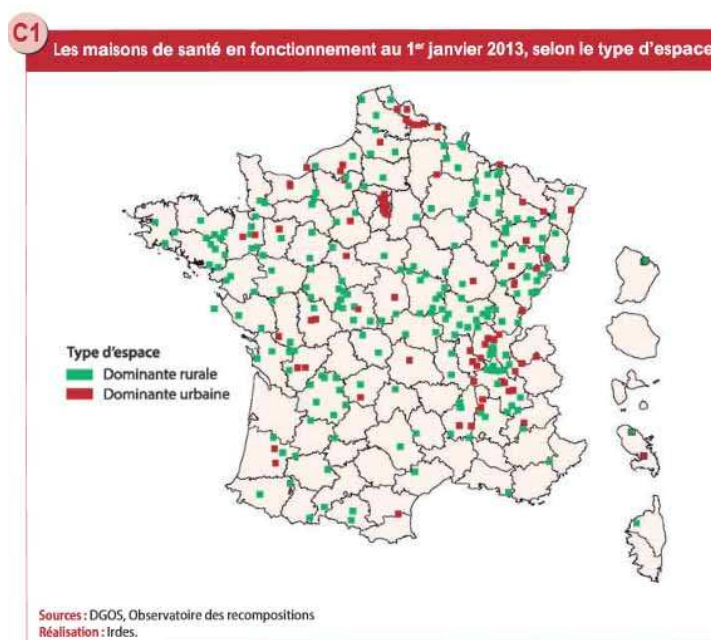 C1
Les maisons de santé en fonctionnement au 1er janvier 2013, selon le type d'espace
Type d'espace
Dominante rurale
Dominante urbaine
Sources : DGOS, Observatoire des recompositions
Réalisation : Irdes.